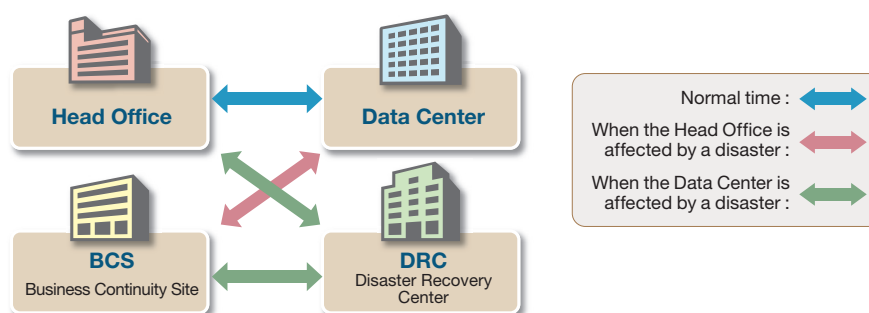 Head Office
Data Center
BCS
Business Continuity Site
DRC
Disaster Recovery
Center
Normal time :
When the Head Office is
affected by a disaster :
When the Data Center is
affected by a disaster :